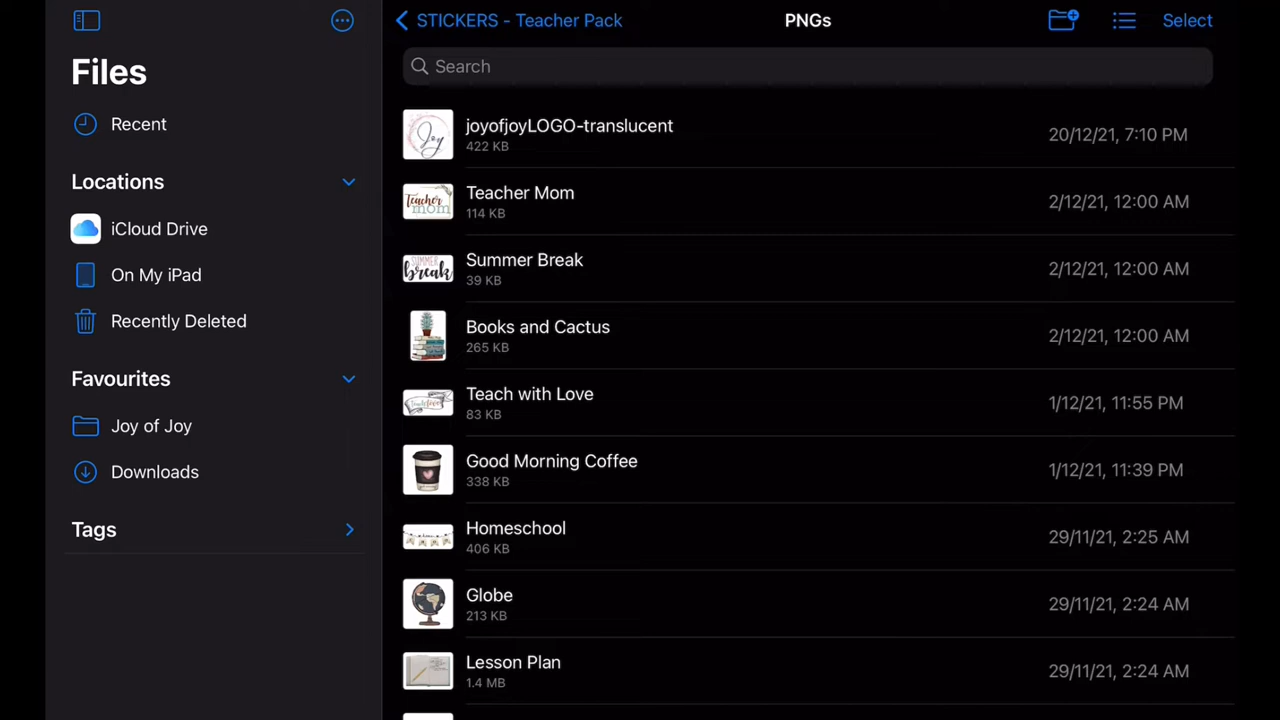 Files
Recent
Locations
iCloud Drive
On My iPad
Recently Deleted
Favourites
Joy of Joy
Downloads
Tags
STICKERS - Teacher Pack
PNGs
Select
Search
joyofjoyLOGO-translucent
422 KB
20/12/21, 7:10 PM
Teacher Mom
114 KB
2/12/21, 12:00 AM
Summer Break
39 KB
2/12/21, 12:00 AM
Books and Cactus
265 KB
2/12/21, 12:00 AM
Teach with Love
83 KB
1/12/21, 11:55 PM
Good Morning Coffee
338 KB
1/12/21, 11:39 PM
Homeschool
406 KB
29/11/21, 2:25 AM
Globe
213 KB
29/11/21, 2:24 AM
Lesson Plan
1.4 MB
29/11/21, 2:24 AM
Joy
Teacher
mom
SUMMER
break